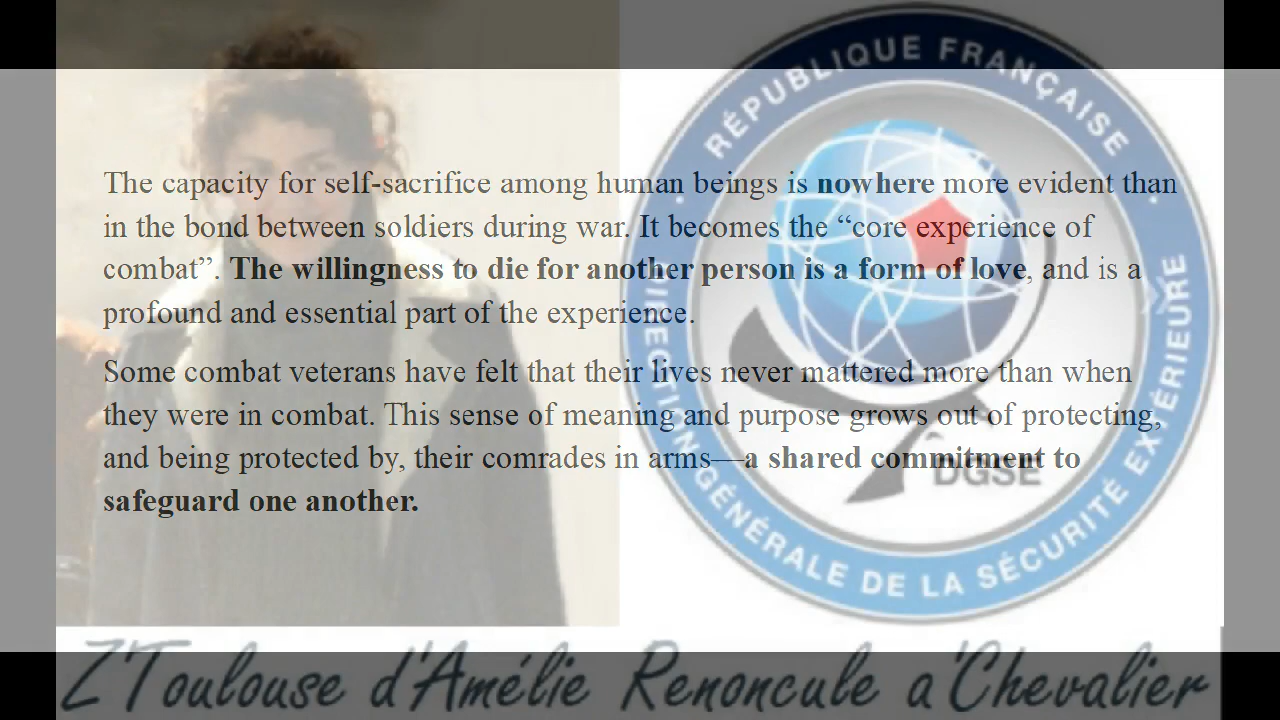 RÉPUBLIQUE FRANÇAISE
The capacity for self-sacrifice among human beings is nowhere more evident than
in the bond between soldiers during war. It becomes the “core experience of
combat”. The willingness to die for another person is a form of love, and is a
profound and essential part of the experience.
Some combat veterans have felt that their lives never mattered more than when
they were in combat. This sense of meaning and purpose grows out of protecting,
and being protected by, their comrades in arms—a shared commitment to
safeguard one another.
DGSE
DIRECTION GÉNÉRALE DE LA SÉCURITÉ EXTÉRIEURE
Z'Toulouse d'Amélie Renoncule a'Chevalier